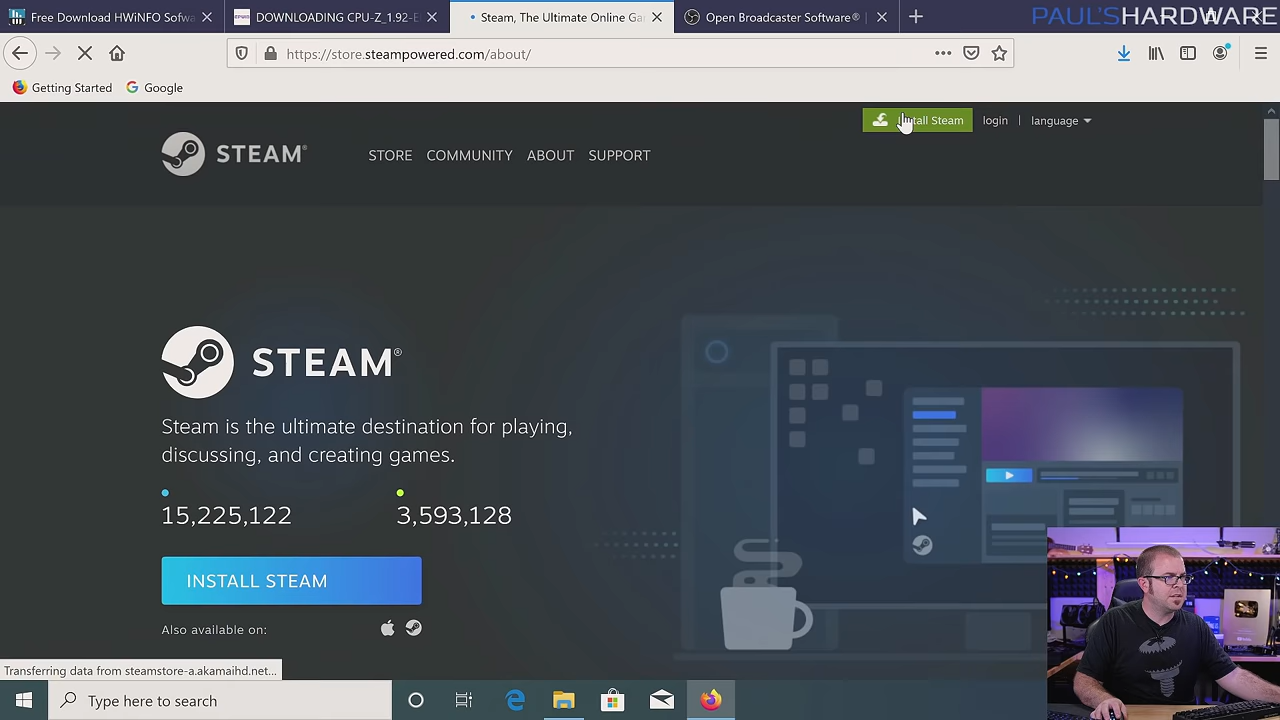 Free Download HWiNFO Sofwa
DOWNLOADING CPU-Z_1.92-E
Steam, The Ultimate Online Ga
Open Broadcaster Software® |
PAUL'SHARDWARE
https://store.steampowered.com/about/
Getting Started
Google
STEAM®
STORE
COMMUNITY
ABOUT
SUPPORT
tall Steam
login
language
STEAM®
Steam is the ultimate destination for playing,
discussing, and creating games.
15,225,122
3,593,128
INSTALL STEAM
Also available on:
Transferring data from steamstore-a.akamaihd.net...
Type here to search